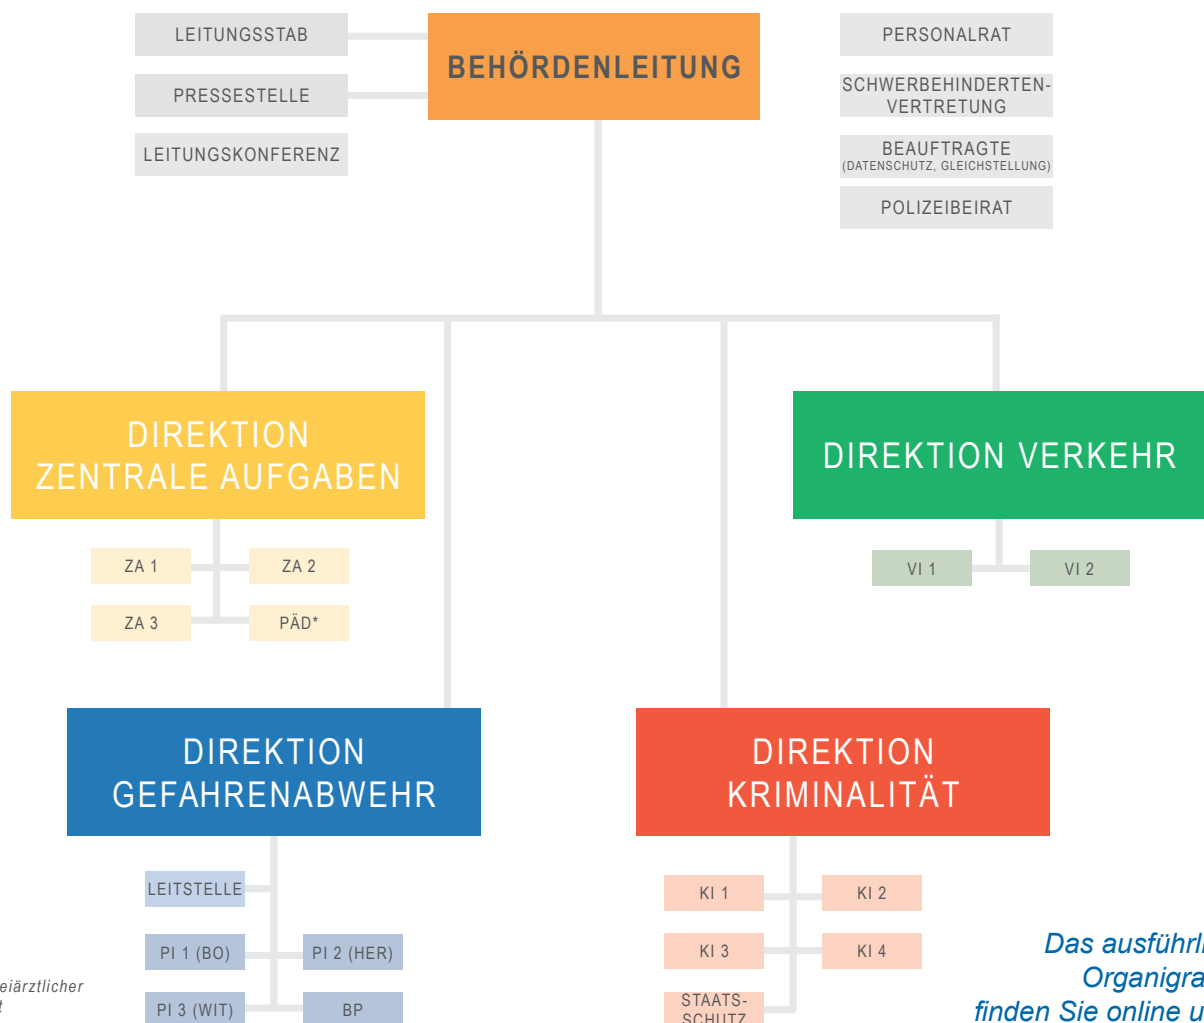 LEITUNGSSTAB
PRESSESTELLE
LEITUNGSKONFERENZ
BEHÖRDENLEITUNG
PERSONALRAT
SCHWERBEHINDERTEN-
VERTRETUNG
BEAUFTRAGTE
(DATENSCHUTZ, GLEICHSTELLUNG)
POLIZEIBEIRAT
DIREKTION
ZENTRALE AUFGABEN
ZA 1
ZA 2
ZA 3
PÄD*
DIREKTION VERKEHR
VI 1
VI 2
DIREKTION
GEFAHRENABWEHR
LEITSTELLE
PI 1 (BO)
PI 2 (HER)
PI 3 (WIT)
BP
DIREKTION
KRIMINALITÄT
KI 1
KI 2
KI 3
KI 4
STAATS-
SCHUTZ
eiärztlicher
Das ausführl
Organigra
finden Sie online u